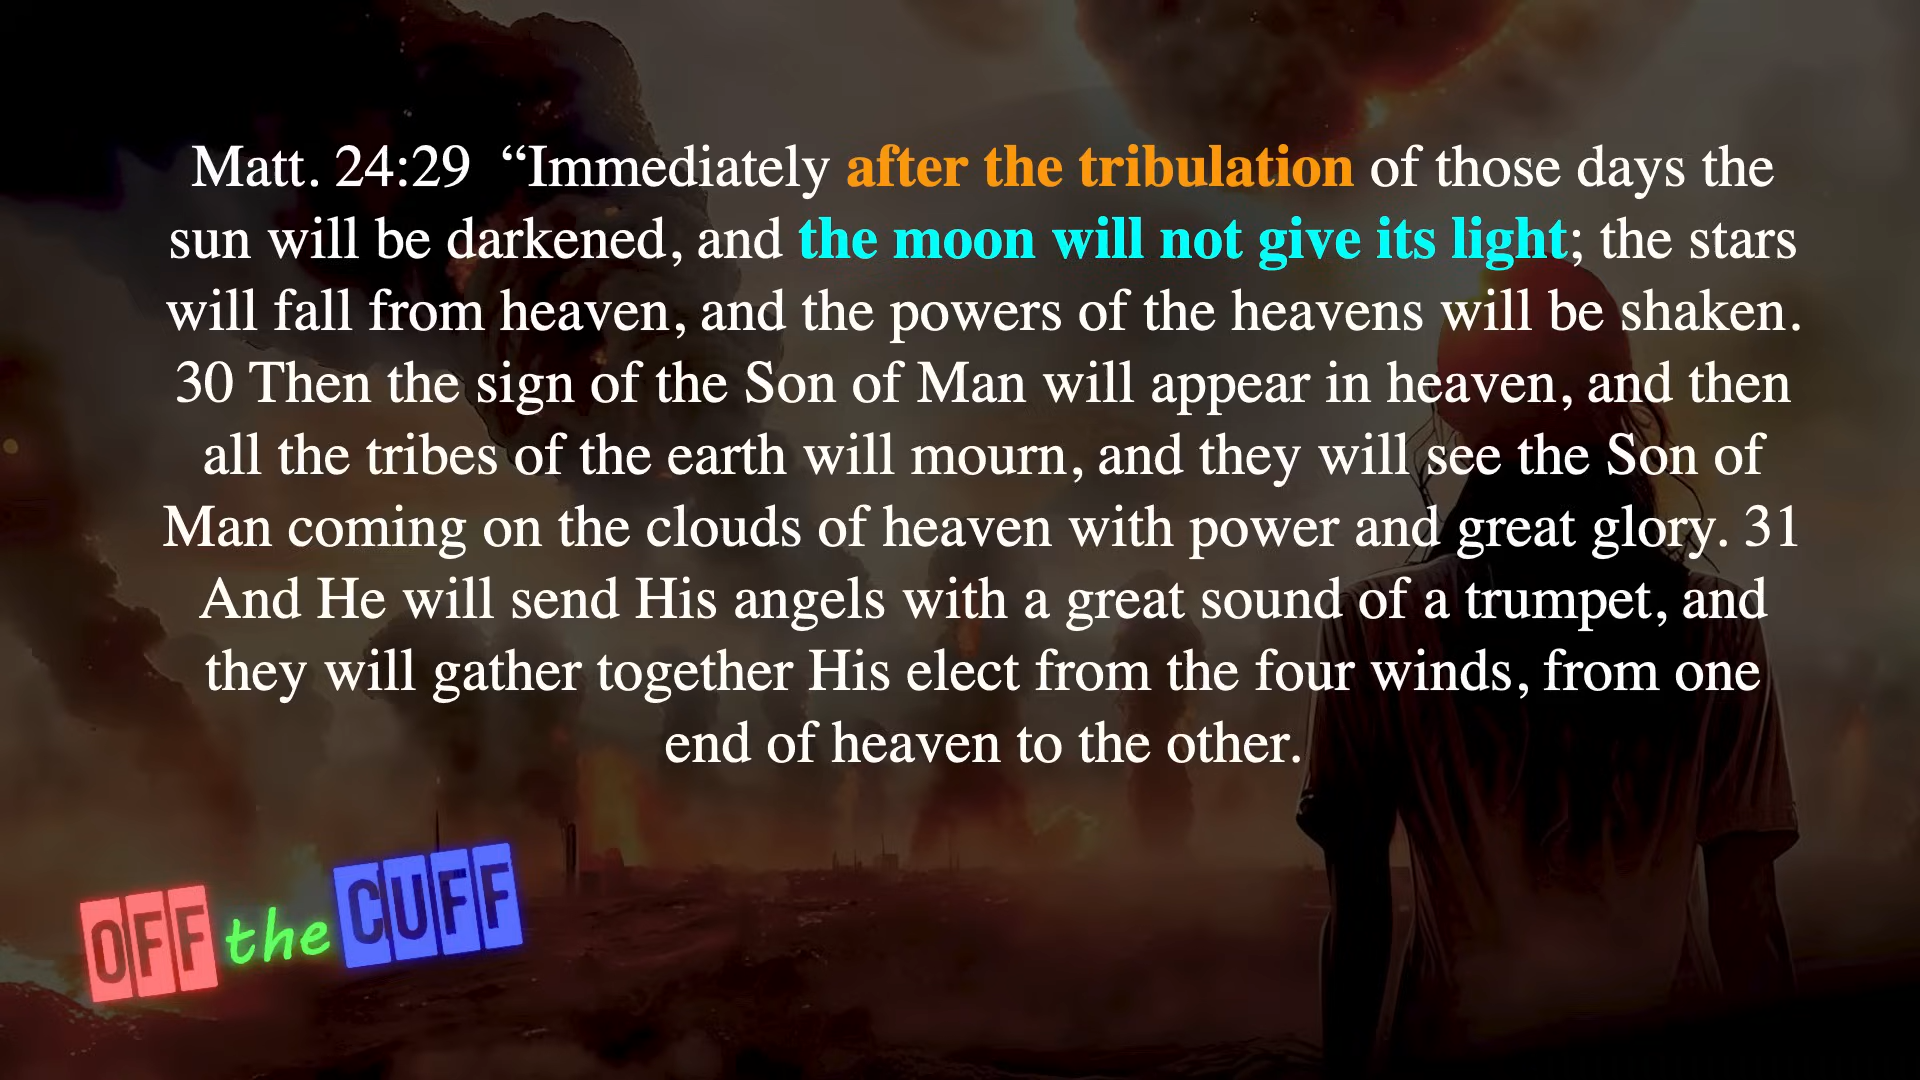 Matt. 24:29  “Immediately after the tribulation of those days the
sun will be darkened, and the moon will not give its light; the stars
will fall from heaven, and the powers of the heavens will be shaken.
30 Then the sign of the Son of Man will appear in heaven, and then
all the tribes of the earth will mourn, and they will see the Son of
Man coming on the clouds of heaven with power and great glory. 31
And He will send His angels with a great sound of a trumpet, and
they will gather together His elect from the four winds, from one
end of heaven to the other.
OFF the CUFF